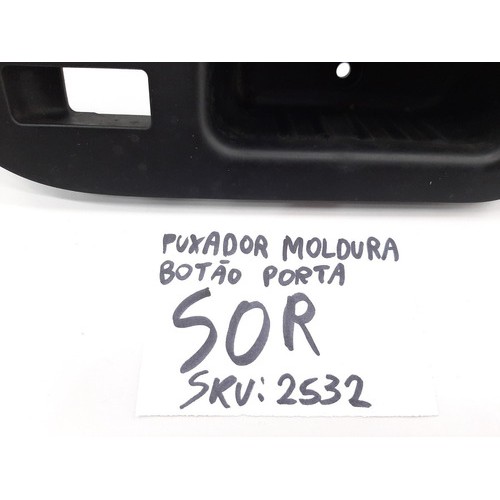 PUXADOR MOLDURA
BOTÃO PORTA
SOR
SKU: 2532